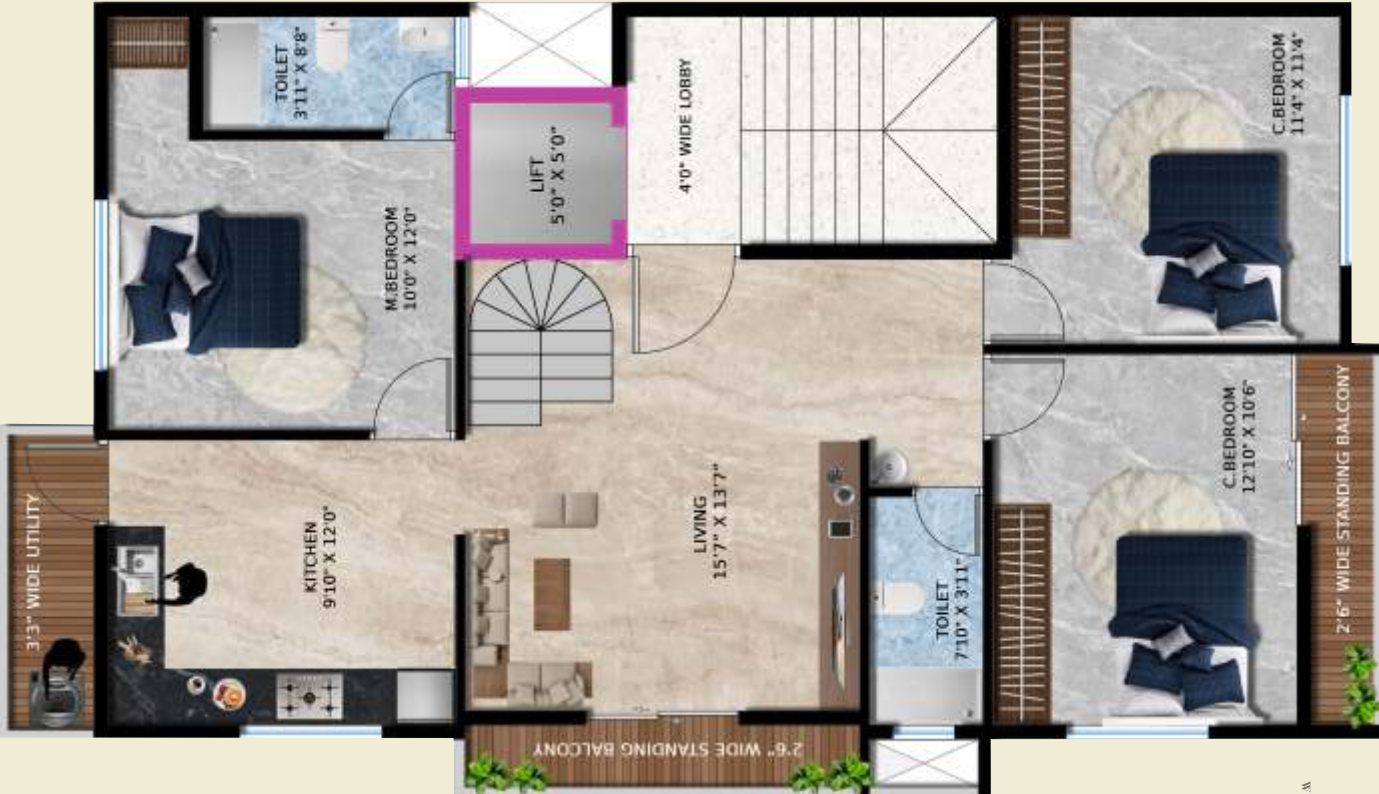 TOILET
3'11" X 8'8"
4'0" WIDE LOBBY
C.BEDROOM
11'4" X 11'4"
LIFT
5'0" X 5'0"
M.BEDROOM
10'0" X 12'0"
C.BEDROOM
12'10" X 10'6"
2'6" WIDE STANDING BALCONY
3'3" WIDE UTILITY
KITCHEN
9'10" X 12'0"
LIVING
15'7" X 13'7"
TOILET
7'10" X 3'11"
2'6" WIDE STANDING BALCONY
W